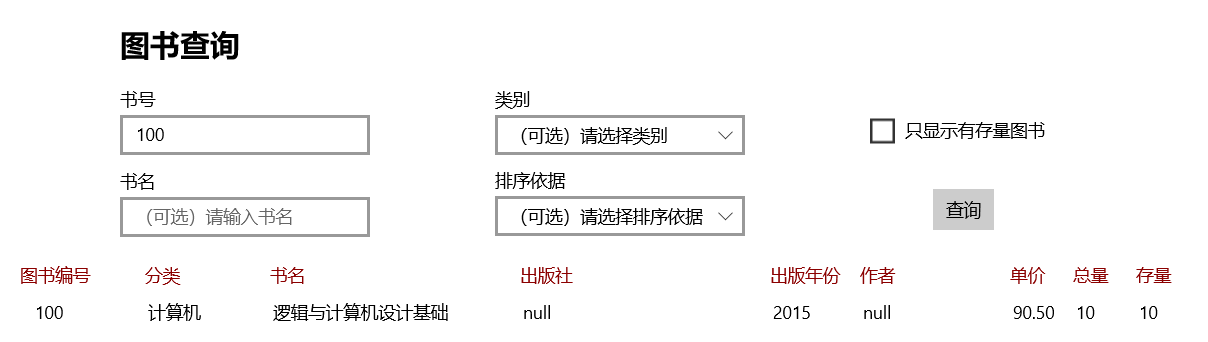 图书查询
书号 类别
100 （可选）请选择类别 只显示有存量图书
书名 排序依据
（可选）请输入书名 （可选）请选择排序依据 查询
图书编号 分类 书名 出版社 出版年份 作者 单价 总量 存量
100 计算机 逻辑与计算机设计基础 null 2015 null 90.50 10 10